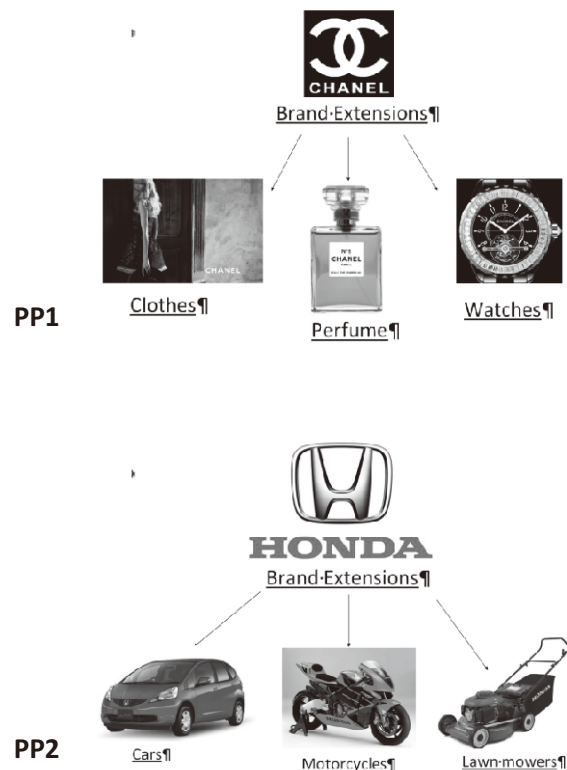 CHANEL
Brand·Extensions¶
CHANEL
N°5
CHANEL
Clothes¶
Perfume¶
Watches¶
PP1
HONDA
Brand·Extensions¶
Cars¶
Motorcycles¶
Lawn·mowers¶
PP2